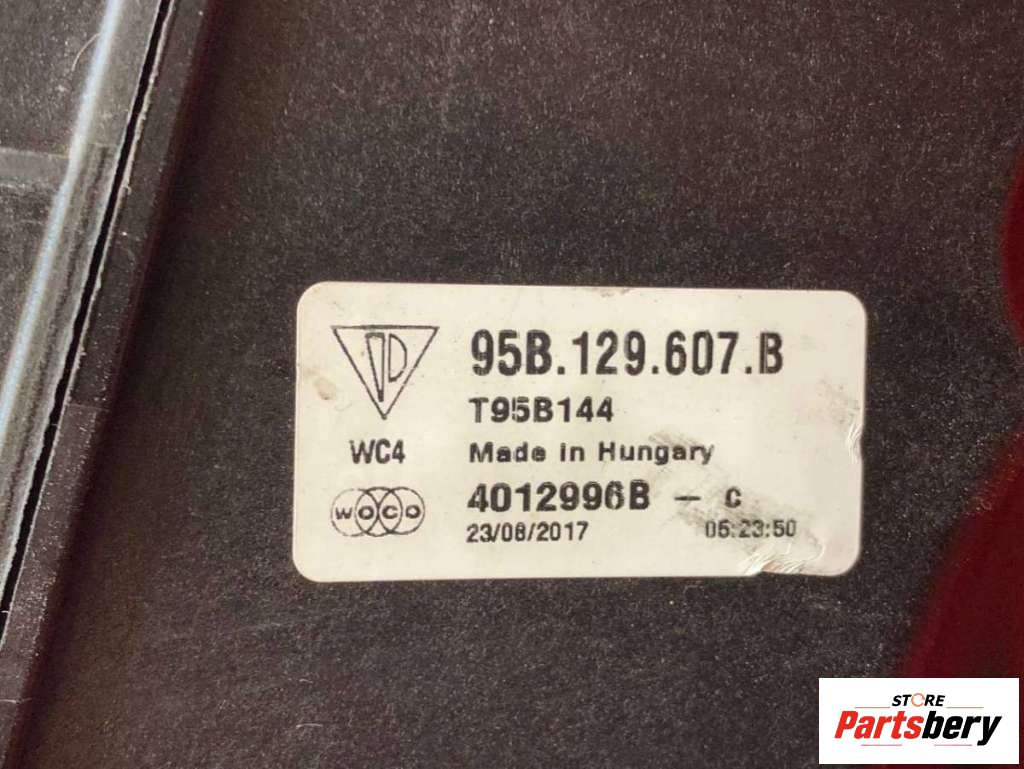 95B.129.607.B
T95B144
WC4
Made in Hungary
WOCO
4012996B - C
23/08/2017 05:23:50
STORE
Partsbery